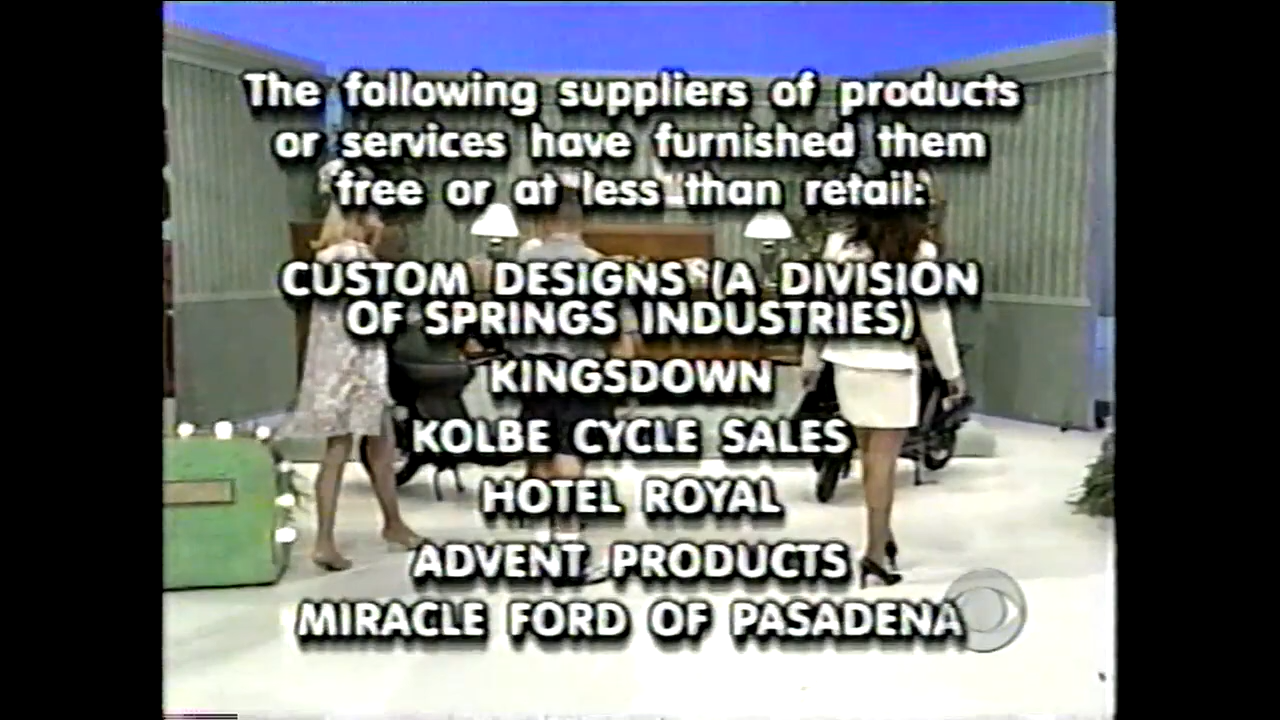 The following suppliers of products
or services have furnished them
free or at less than retail:
CUSTOM DESIGNS (A DIVISION
OF SPRINGS INDUSTRIES)
KINGSDOWN
KOLBE CYCLE SALES
HOTEL ROYAL
ADVENT PRODUCTS
MIRACLE FORD OF PASADENA